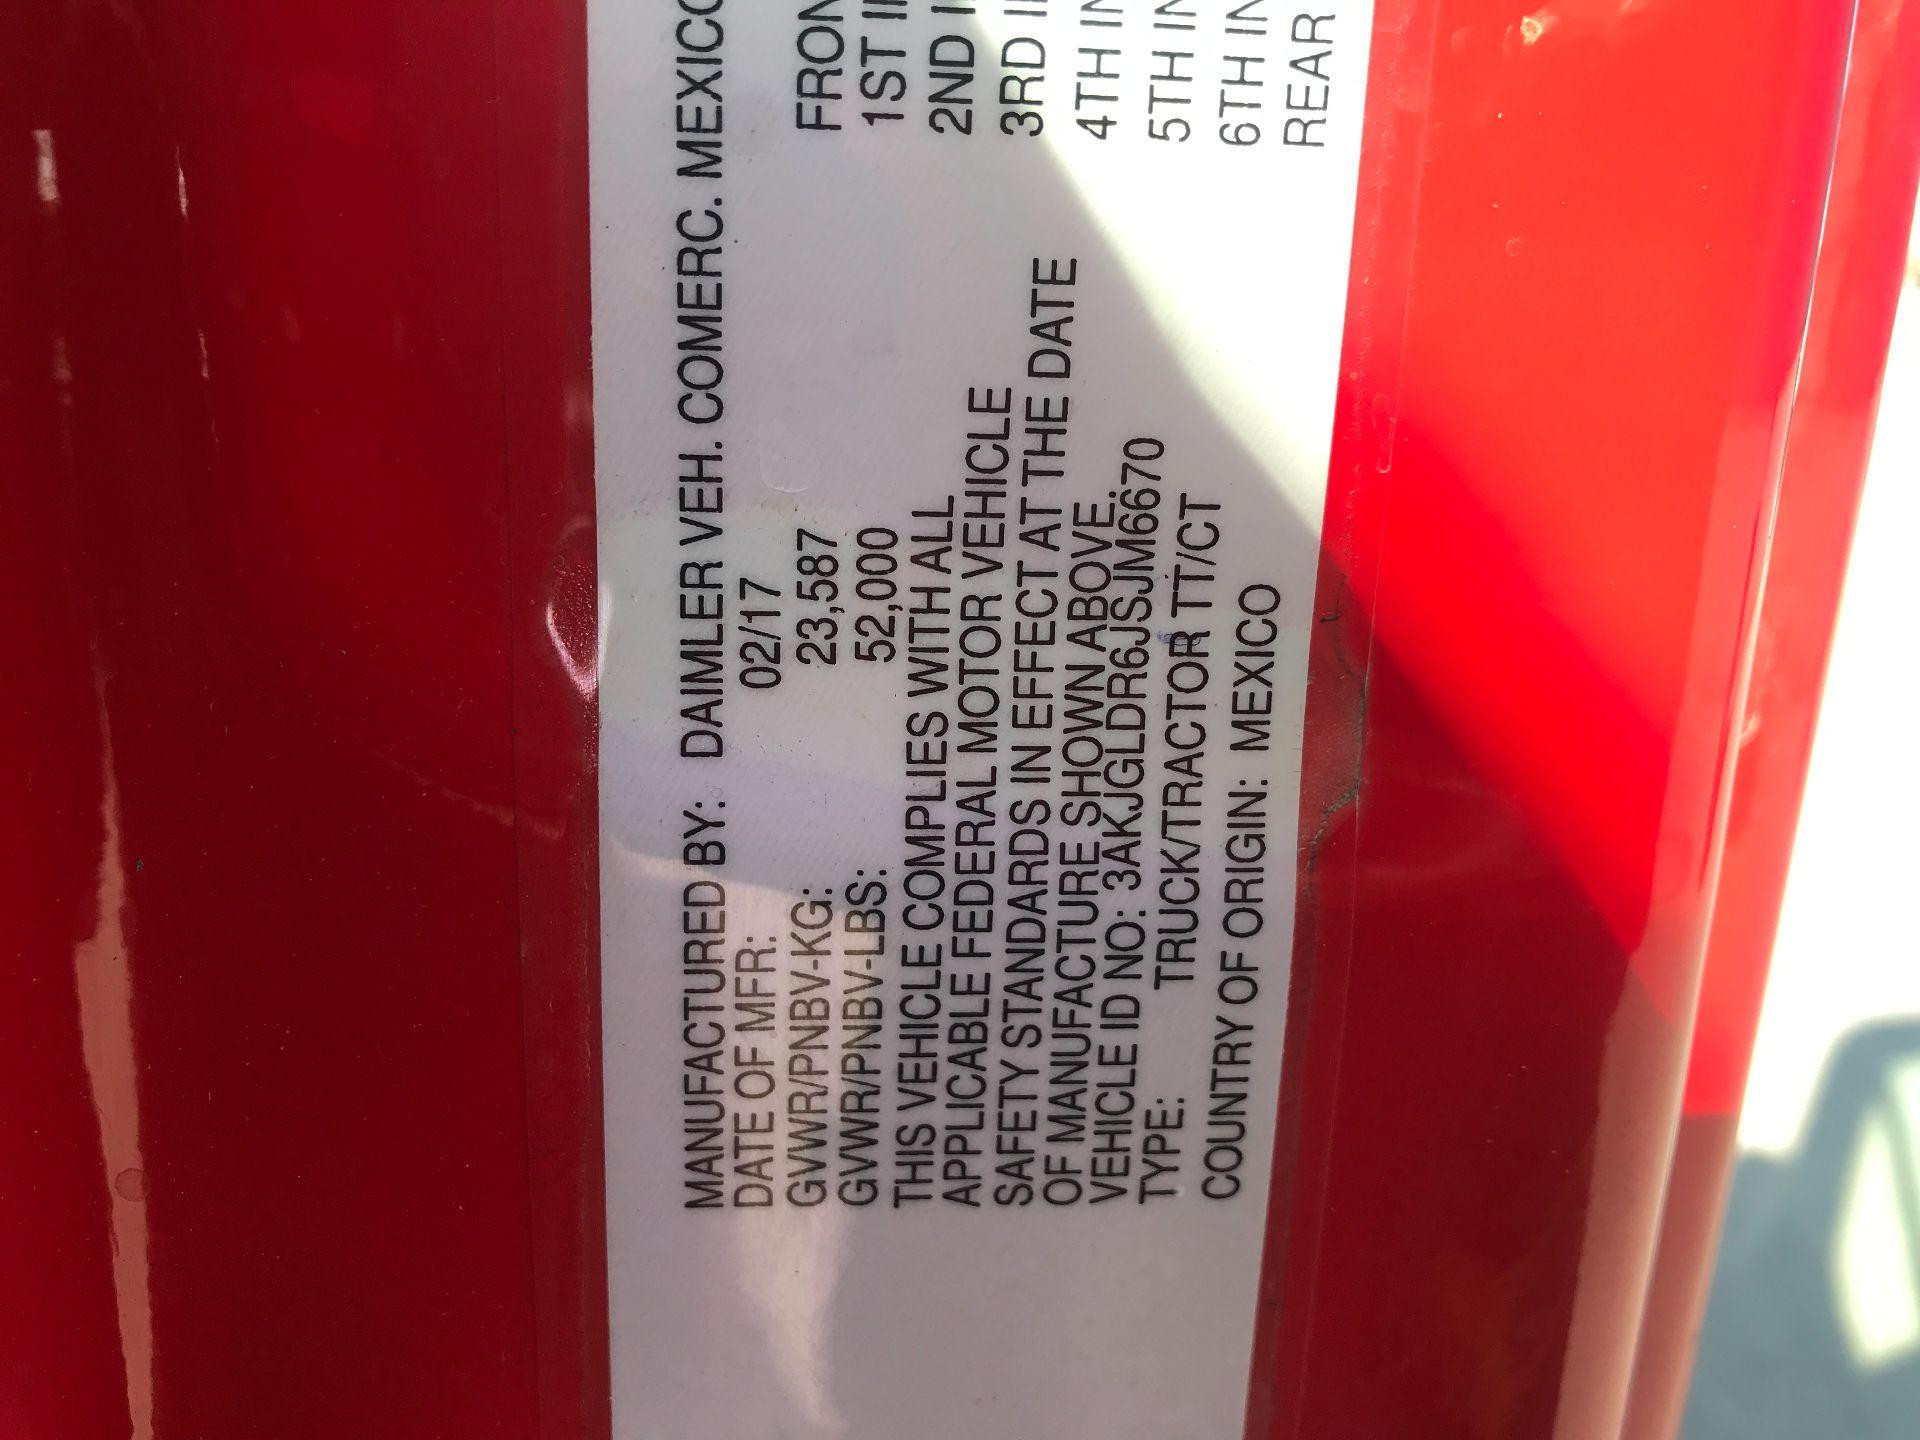 MANUFACTURED BY: DAIMLER VEH. COMERC. MEXICO
DATE OF MFR: 02/17
GVWR/PNBV-KG: 23,587
GVWR/PNBV-LBS: 52,000
THIS VEHICLE COMPLIES WITH ALL
APPLICABLE FEDERAL MOTOR VEHICLE
SAFETY STANDARDS IN EFFECT AT THE DATE
OF MANUFACTURE SHOWN ABOVE.
VEHICLE ID NO: 3AKJGLDR6JSJM6670
TYPE: TRUCK/TRACTOR TT/CT
COUNTRY OF ORIGIN: MEXICO
FRON
1ST
2ND
3RD
4TH IN
5TH IN
6TH IN
REAR